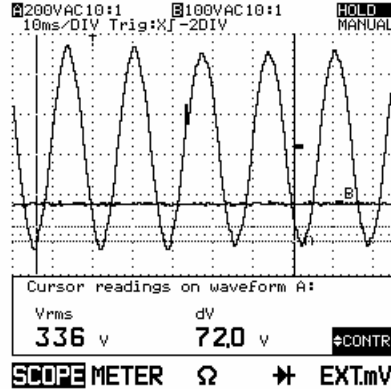 A200VAC10:1 B100VAC10:1 HOLD
10ms/DIV Trig:X∫-2DIV MANUAL
B
Cursor readings on waveform A:
Vrms dV
336 V 72,0 V
CONTR
SCOPE METER Ω EXT.mV